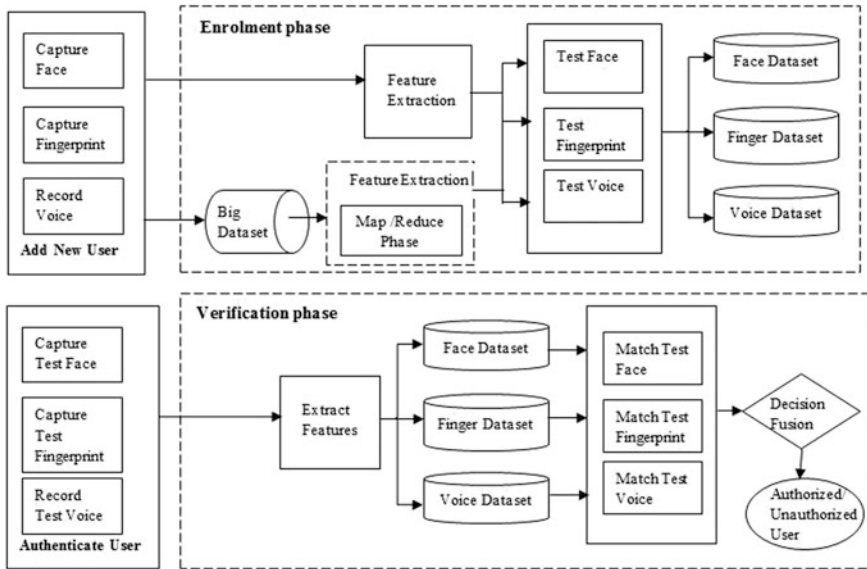 Enrolment phase
Capture
Face
Capture
Fingerprint
Record
Voice
Add New User
Feature
Extraction
Big
Dataset
Feature Extraction
Map /Reduce
Phase
Test Face
Test
Fingerprint
Test Voice
Face Dataset
Finger Dataset
Voice Dataset
Verification phase
Capture
Test Face
Capture
Test
Fingerprint
Record
Test Voice
Authenticate User
Extract
Features
Face Dataset
Finger Dataset
Voice Dataset
Match Test
Face
Match Test
Fingerprint
Match Test
Voice
Decision
Fusion
Authorized/
Unauthorized
User